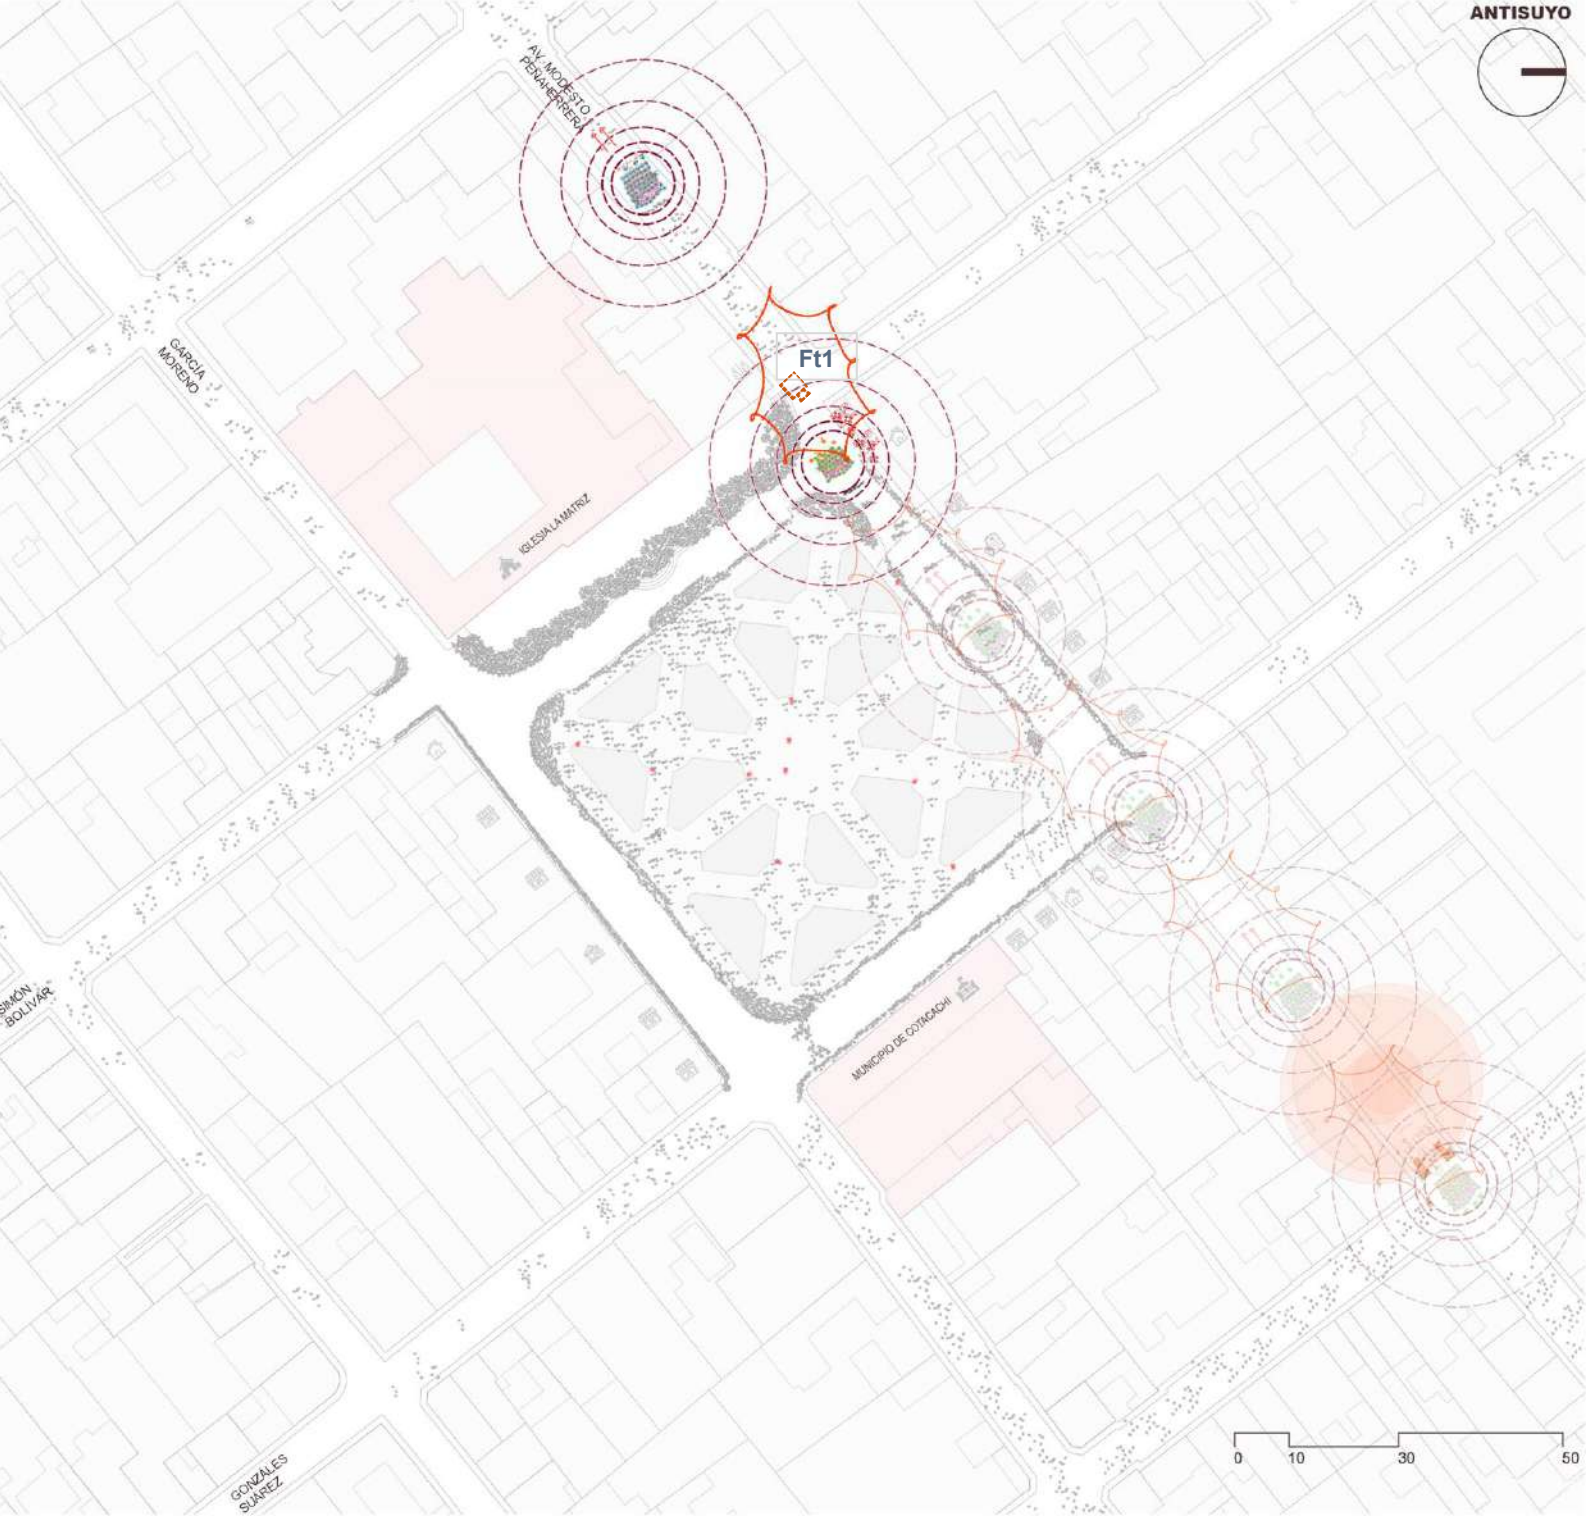 ANTISUYO
AV. MODESTO
PEÑAHERRERA
Ft1
GARCÍA
MORENO
IGLESIA LA MATRIZ
SIMÓN
BOLÍVAR
MUNICIPIO DE COTACACHI
0 10 30 50
GONZALES
SUÁREZ